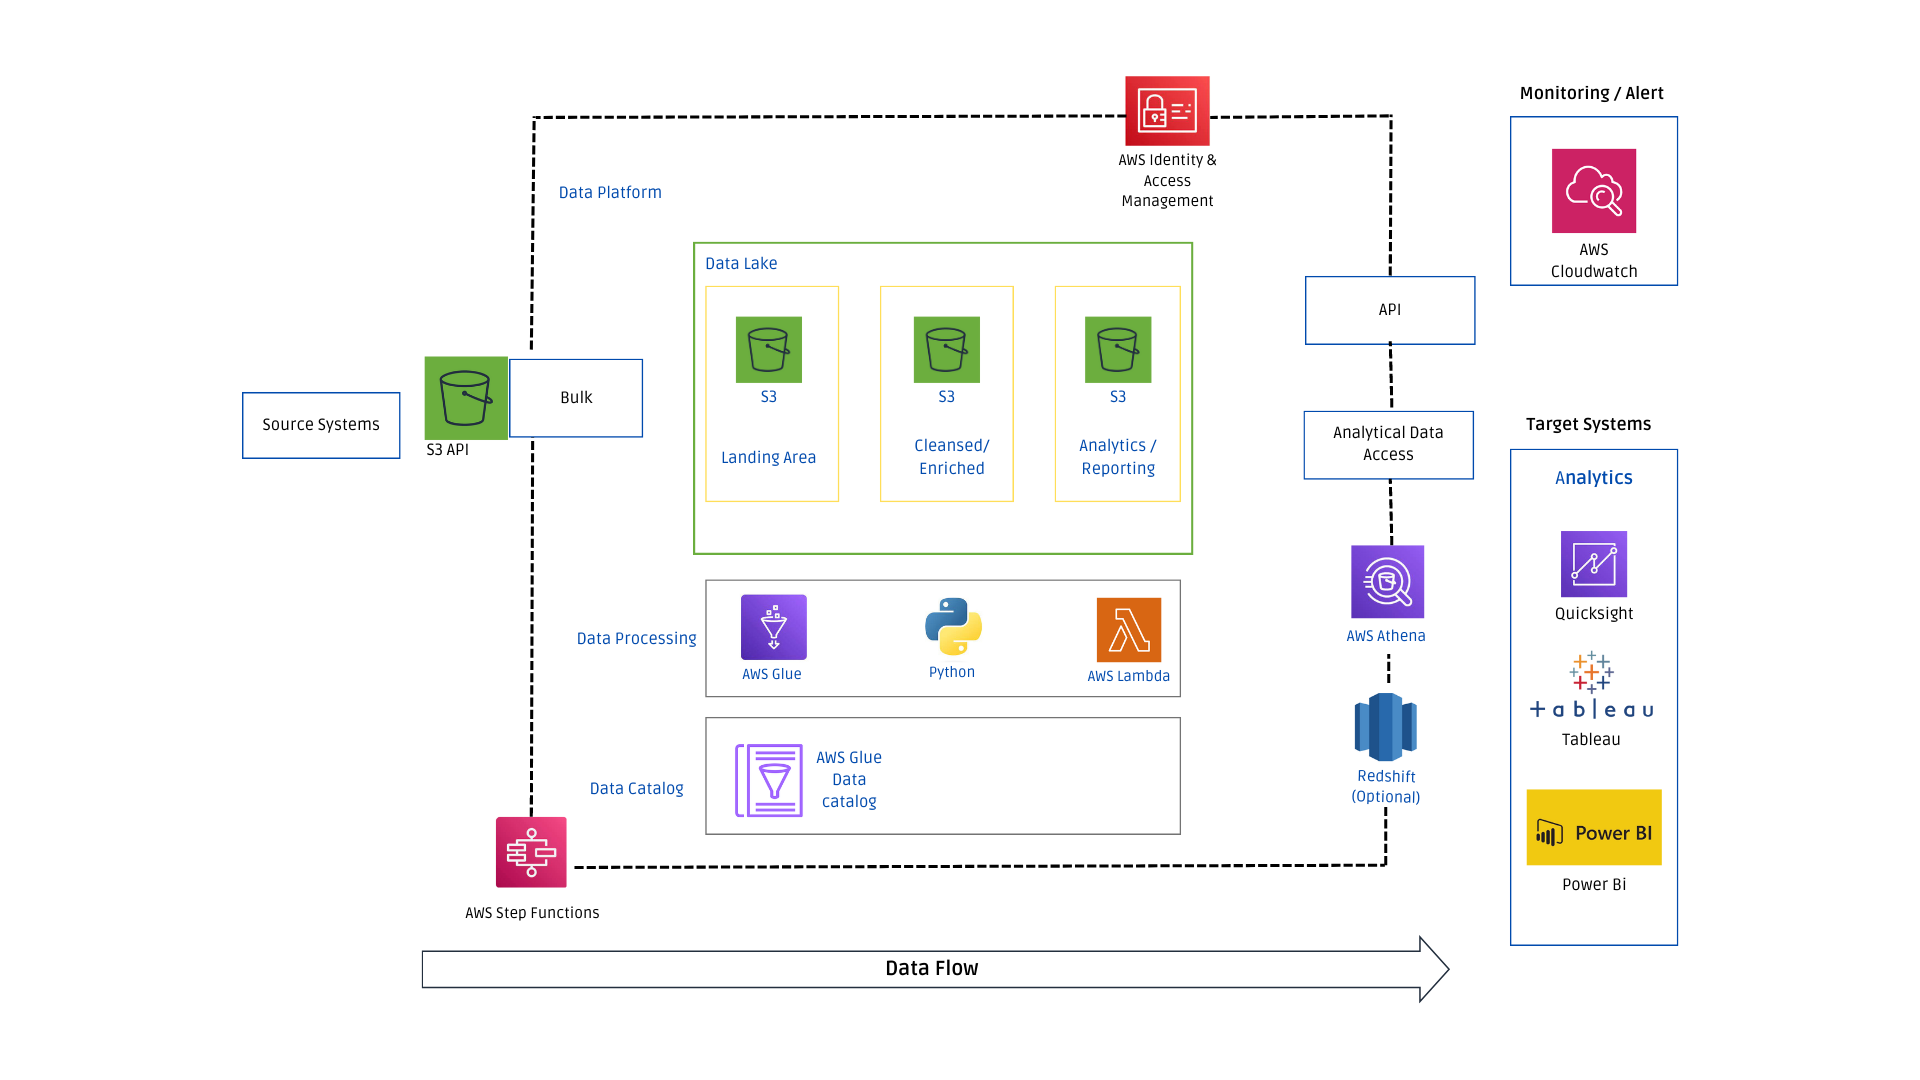 Monitoring / Alert
AWS Identity &
Access
Management
Data Platform
AWS
Cloudwatch
Data Lake
API
S3
S3
S3
Bulk
Source Systems
S3 API
Landing Area
Cleansed/
Enriched
Analytics /
Reporting
Analytical Data
Access
Target Systems
Analytics
Quicksight
Data Processing
AWS Glue
Python
AWS Lambda
AWS Athena
+ableau
Tableau
Data Catalog
AWS Glue
Data
catalog
Redshift
(Optional)
Power BI
Power Bi
AWS Step Functions
Data Flow